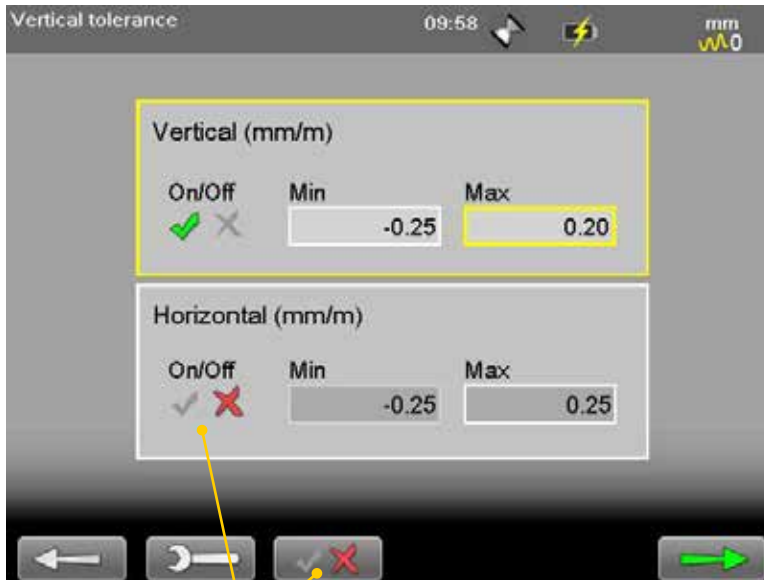 Vertical tolerance 09:58 mm
0
Vertical (mm/m)
On/Off Min Max
-0.25 0.20
Horizontal (mm/m)
On/Off Min Max
-0.25 0.25